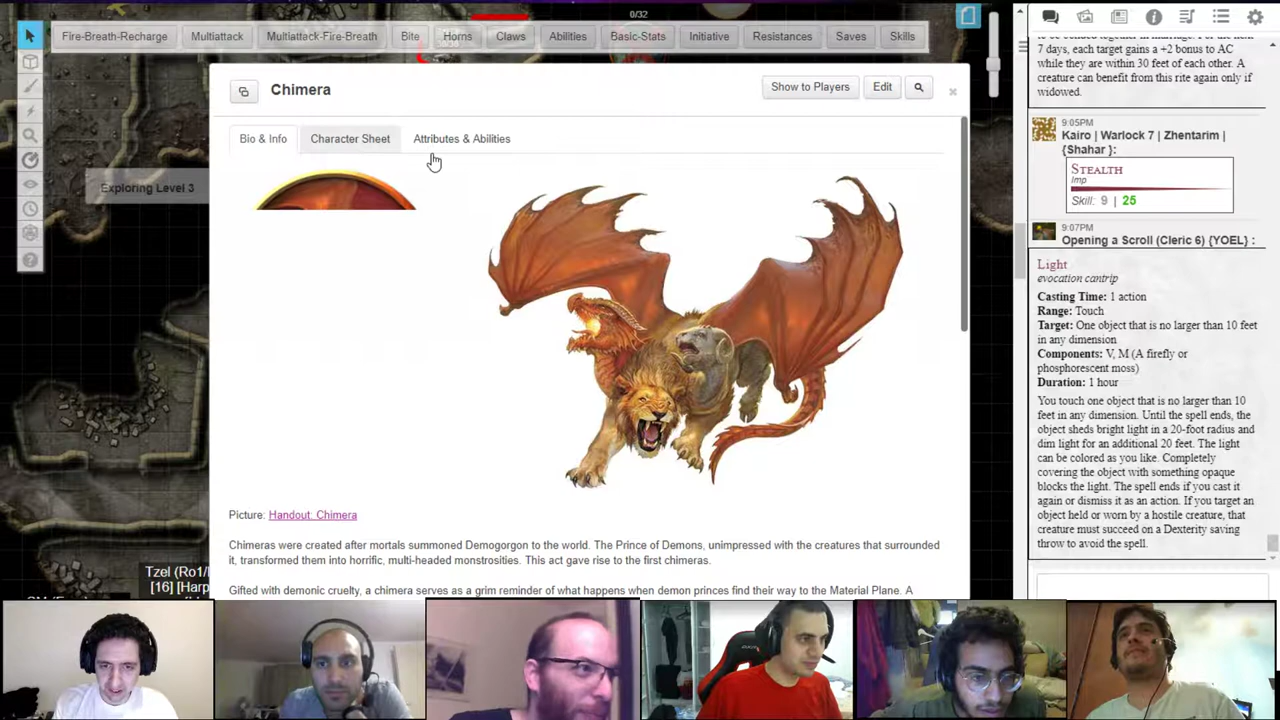 0/32
Fire-Breath-Recharge Multiattack Multiattack-Fire-Breath Bite Horns Claws Abilities Basic-Stats Initiative Resistances Saves Skills
Chimera
Show to Players Edit
Bio & Info Character Sheet Attributes & Abilities
Exploring Level 3
Picture: Handout: Chimera
Chimeras were created after mortals summoned Demogorgon to the world. The Prince of Demons, unimpressed with the creatures that surrounded
it, transformed them into horrific, multi-headed monstrosities. This act gave rise to the first chimeras.
Gifted with demonic cruelty, a chimera serves as a grim reminder of what happens when demon princes find their way to the Material Plane. A
Tzel (Ro1/
[16] [Harp
to be bonded together in marriage. For the next
7 days, each target gains a +2 bonus to AC
while they are within 30 feet of each other. A
creature can benefit from this rite again only if
widowed.
9:05PM
Kairo | Warlock 7 | Zhentarim |
{Shahar }:
Stealth
Imp
Skill: 9 | 25
9:07PM
Opening a Scroll (Cleric 6) {YOEL} :
Light
evocation cantrip
Casting Time: 1 action
Range: Touch
Target: One object that is no larger than 10 feet
in any dimension
Components: V, M (A firefly or
phosphorescent moss)
Duration: 1 hour
You touch one object that is no larger than 10
feet in any dimension. Until the spell ends, the
object sheds bright light in a 20-foot radius and
dim light for an additional 20 feet. The light
can be colored as you like. Completely
covering the object with something opaque
blocks the light. The spell ends if you cast it
again or dismiss it as an action. If you target an
object held or worn by a hostile creature, that
creature must succeed on a Dexterity saving
throw to avoid the spell.